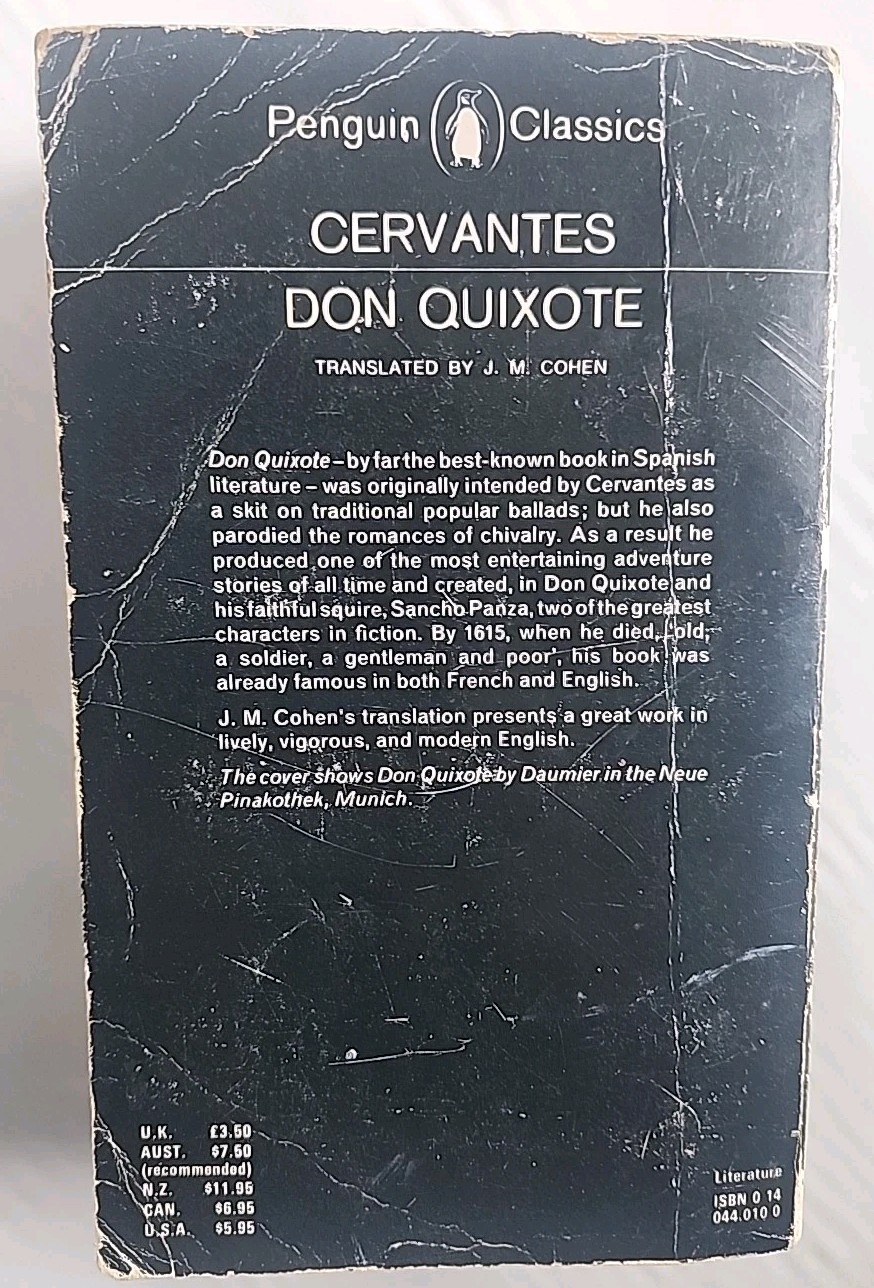 Penguin Classics
CERVANTES
DON QUIXOTE
TRANSLATED BY J. M. COHEN
Don Quixote – by far the best-known book in Spanish
literature – was originally intended by Cervantes as
a skit on traditional popular ballads; but he also
parodied the romances of chivalry. As a result he
produced one of the most entertaining adventure
stories of all time and created, in Don Quixote and
his faithful squire, Sancho Panza, two of the greatest
characters in fiction. By 1615, when he died, 'old,
a soldier, a gentleman and poor', his book was
already famous in both French and English.
J. M. Cohen's translation presents a great work in
lively, vigorous, and modern English.
The cover shows Don Quixote by Daumier in the Neue
Pinakothek, Munich.
U.K. £3.50
AUST. $7.50
(recommended)
N.Z. $11.95
CAN. $6.95
U.S.A. $5.95
Literature
ISBN 0 14
044.010 0